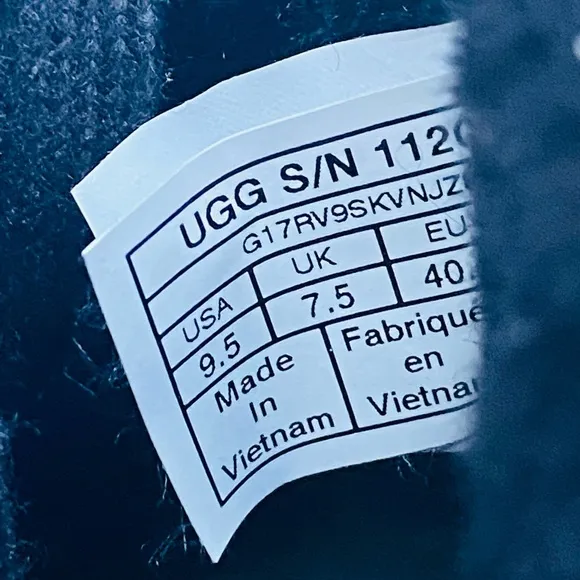 UGG S/N 112
G17RV9SKVNJZ
USA UK EU
9.5 7.5 40.
Made In Vietnam
Fabrique en Vietna